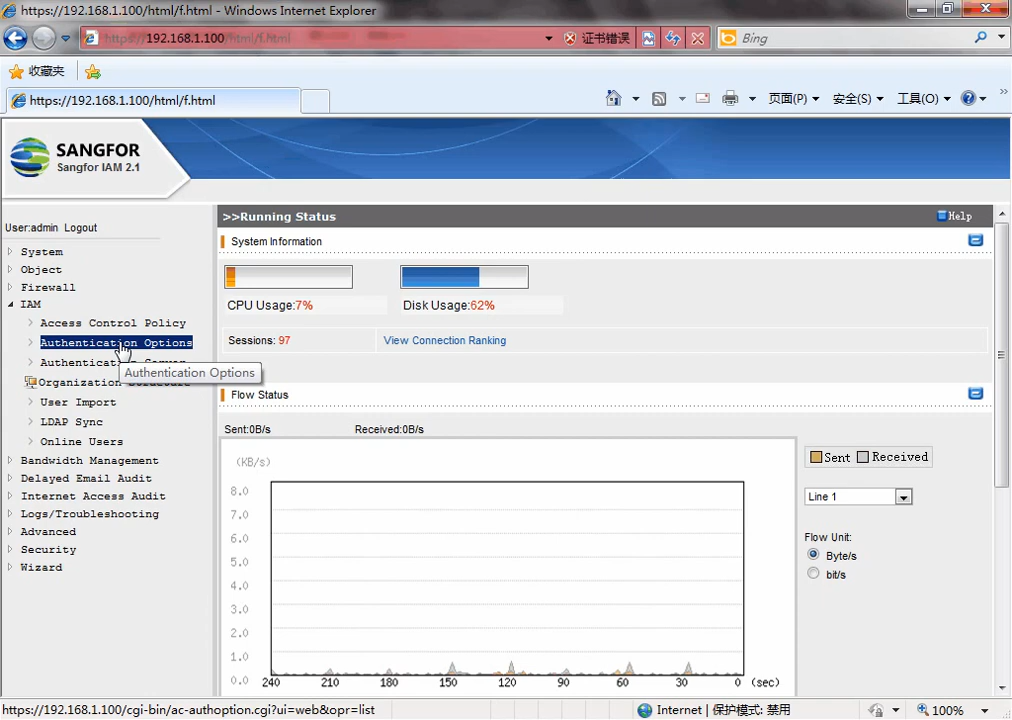 https://192.168.1.100/html/f.html - Windows Internet Explorer
https://192.168.1.100/html/f.html
证书错误
Bing
收藏夹
https://192.168.1.100/html/f.html
页面(P)
安全(S)
工具(O)
SANGFOR
Sangfor IAM 2.1
User:admin Logout
System
Object
Firewall
IAM
Access Control Policy
Authentication Options
Authentication Server
Authentication Options
Organization Structure
User Import
LDAP Sync
Online Users
Bandwidth Management
Delayed Email Audit
Internet Access Audit
Logs/Troubleshooting
Advanced
Security
Wizard
>>Running Status
Help
System Information
CPU Usage:7%
Disk Usage:62%
Sessions: 97
View Connection Ranking
Flow Status
Sent:0B/s
Received:0B/s
(KB/s)
8.0
7.0
6.0
5.0
4.0
3.0
2.0
1.0
0.0
240 210 180 150 120 90 60 30 0 (sec)
Sent Received
Line 1
Flow Unit:
Byte/s
bit/s
https://192.168.1.100/cgi-bin/ac-authoption.cgi?ui=web&opr=list
Internet | 保护模式: 禁用
100%